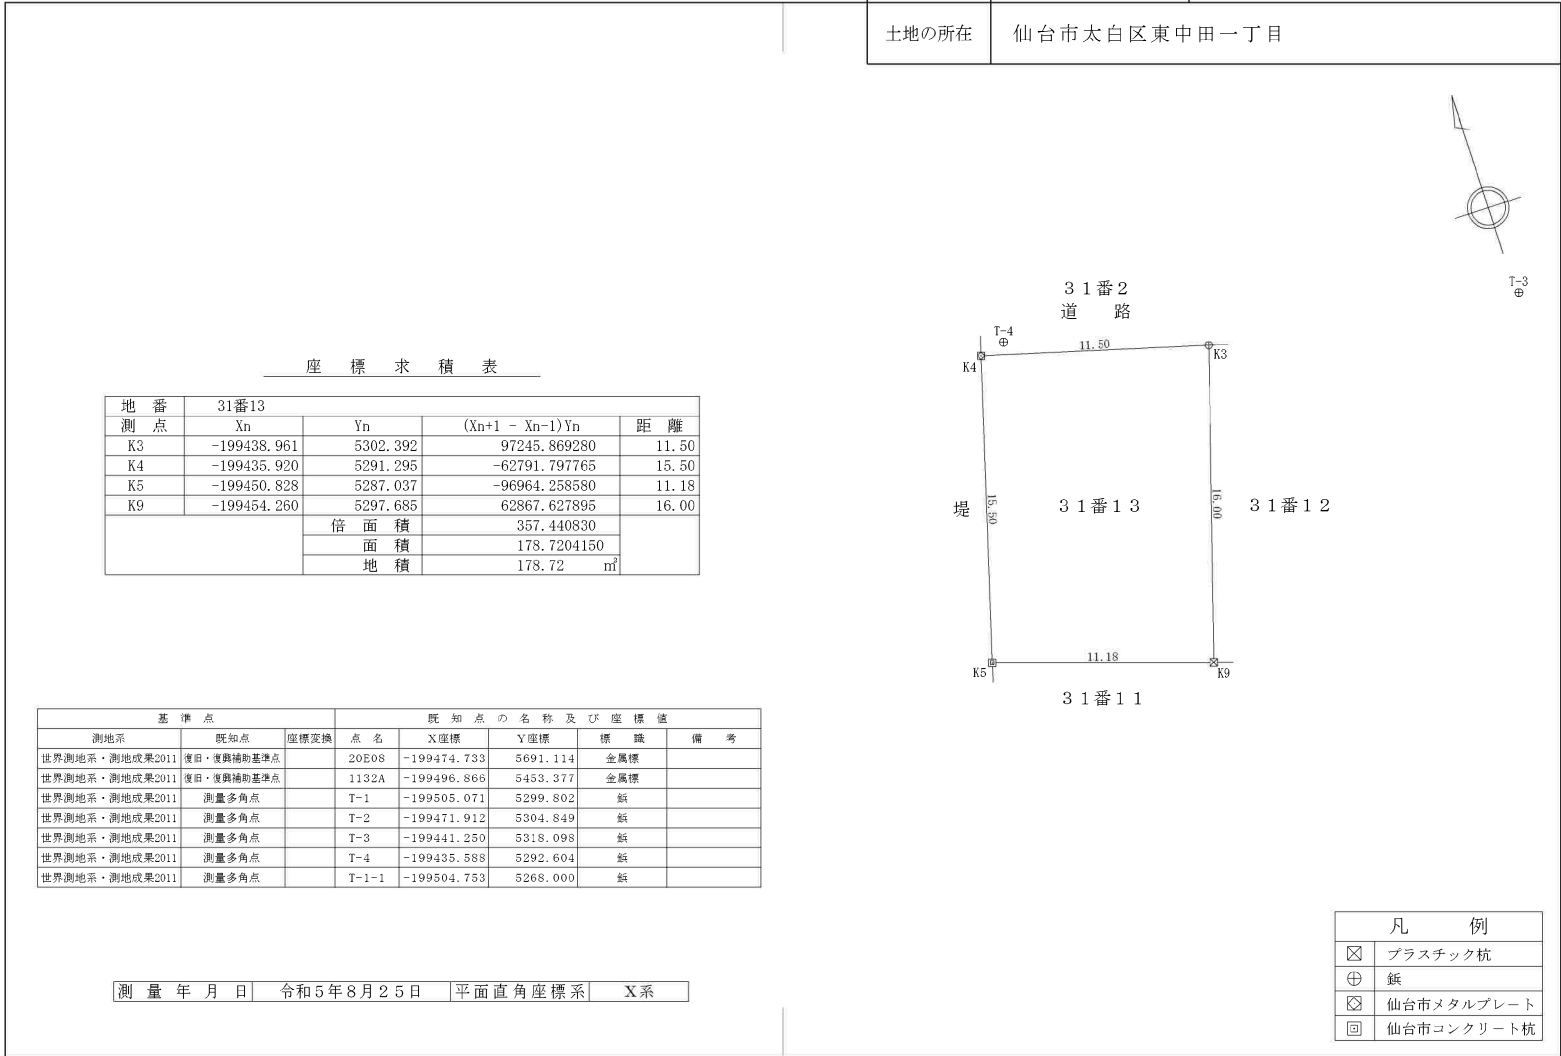 土地の所在 仙台市太白区東中田一丁目
座標求積表
地番 31番13
測点 Xn Yn (Xn+1 - Xn-1)Yn 距離
K3 -199438.961 5302.392 97245.869280 11.50
K4 -199435.920 5291.295 -62791.797765 15.50
K5 -199450.828 5287.037 -96964.258580 11.18
K9 -199454.260 5297.685 62867.627895 16.00
倍面積 357.440830
面積 178.7204150
地積 178.72 ㎡
基準点 既知点の名称及び座標値
測地系 既知点 座標変換 点名 X座標 Y座標 標識 備考
世界測地系・測地成果2011 復旧・復興補助基準点 20E08 -199474.733 5691.114 金属標
世界測地系・測地成果2011 復旧・復興補助基準点 1132A -199496.866 5453.377 金属標
世界測地系・測地成果2011 測量多角点 T-1 -199505.071 5299.802 鋲
世界測地系・測地成果2011 測量多角点 T-2 -199471.912 5304.849 鋲
世界測地系・測地成果2011 測量多角点 T-3 -199441.250 5318.098 鋲
世界測地系・測地成果2011 測量多角点 T-4 -199435.588 5292.604 鋲
世界測地系・測地成果2011 測量多角点 T-1-1 -199504.753 5268.000 鋲
測量年月日 令和5年8月25日 平面直角座標系 X系
T-3
31番2
道路
T-4
11.50
K4
K3
堤
15.50
31番13
16.00
31番12
11.18
K5
K9
31番11
凡例
プラスチック杭
鋲
仙台市メタルプレート
仙台市コンクリート杭